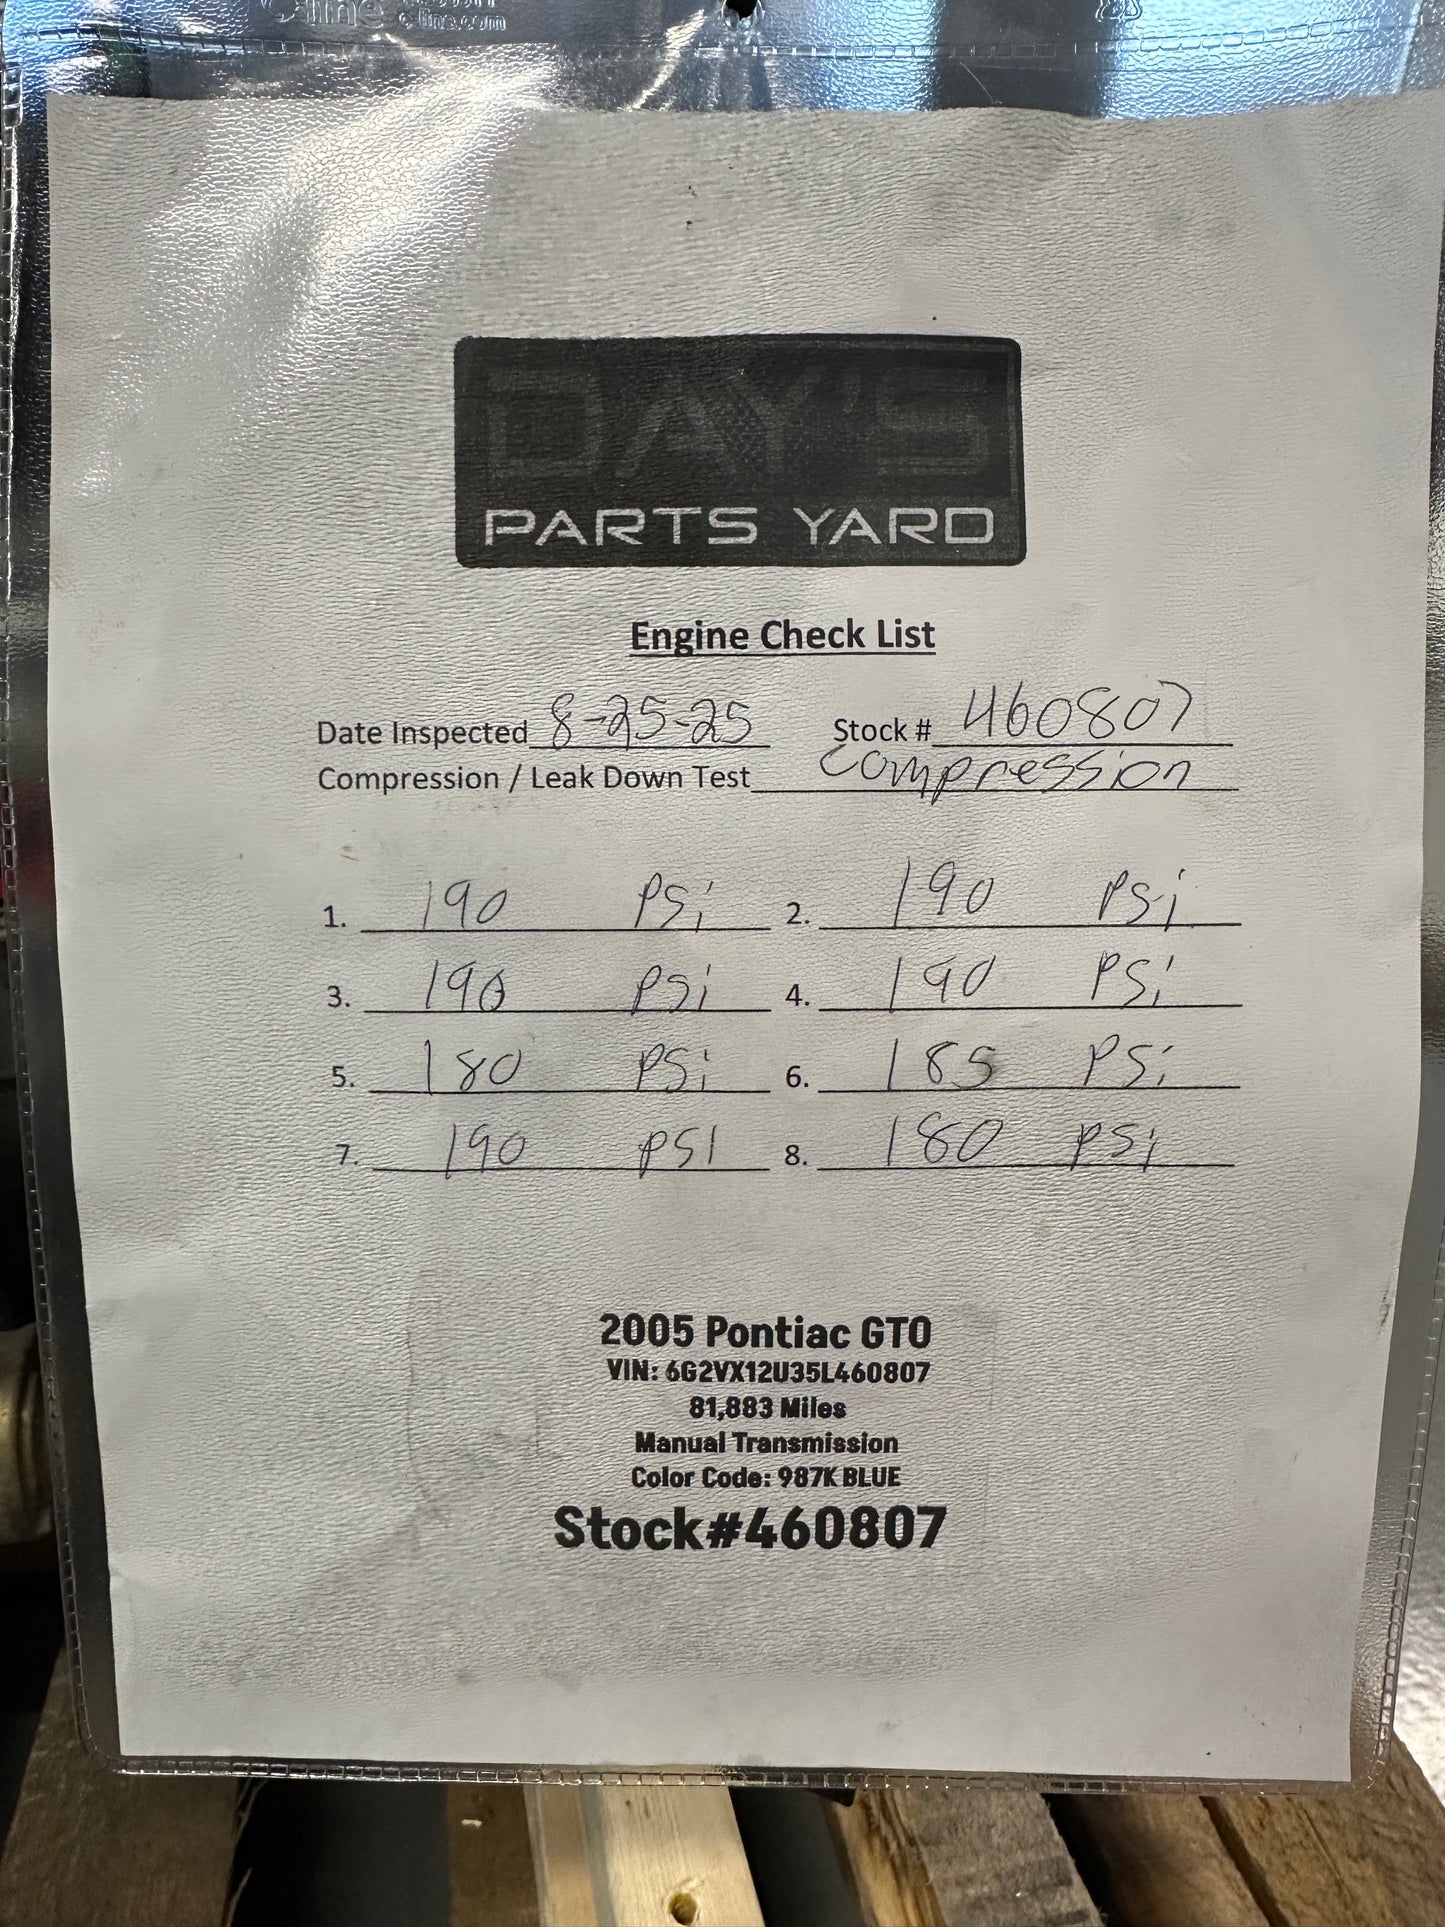 c-line
c-line.com
DAY'S
PARTS YARD
Engine Check List
Date Inspected 8-25-25 Stock # 460807
Compression / Leak Down Test compression
1. 190 PSi 2. 190 PSi
3. 190 PSi 4. 190 PSi
5. 180 PSi 6. 185 PSi
7. 190 PSI 8. 180 PSi
2005 Pontiac GTO
VIN: 6G2VX12U35L460807
81,883 Miles
Manual Transmission
Color Code: 987K BLUE
Stock#460807